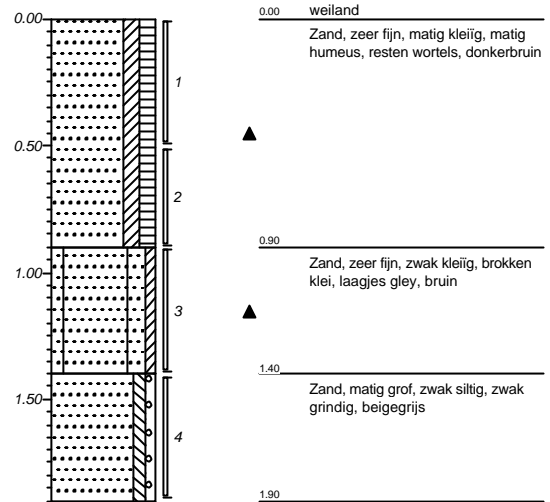 0.00
0.00
weiland
Zand, zeer fijn, matig kleiïg, matig
humeus, resten wortels, donkerbruin
1
0.50
2
0.90
Zand, zeer fijn, zwak kleiïg, brokken
klei, laagjes gley, bruin
1.00
3
1.40
Zand, matig grof, zwak siltig, zwak
grindig, beigegrijs
1.50
4
1.90